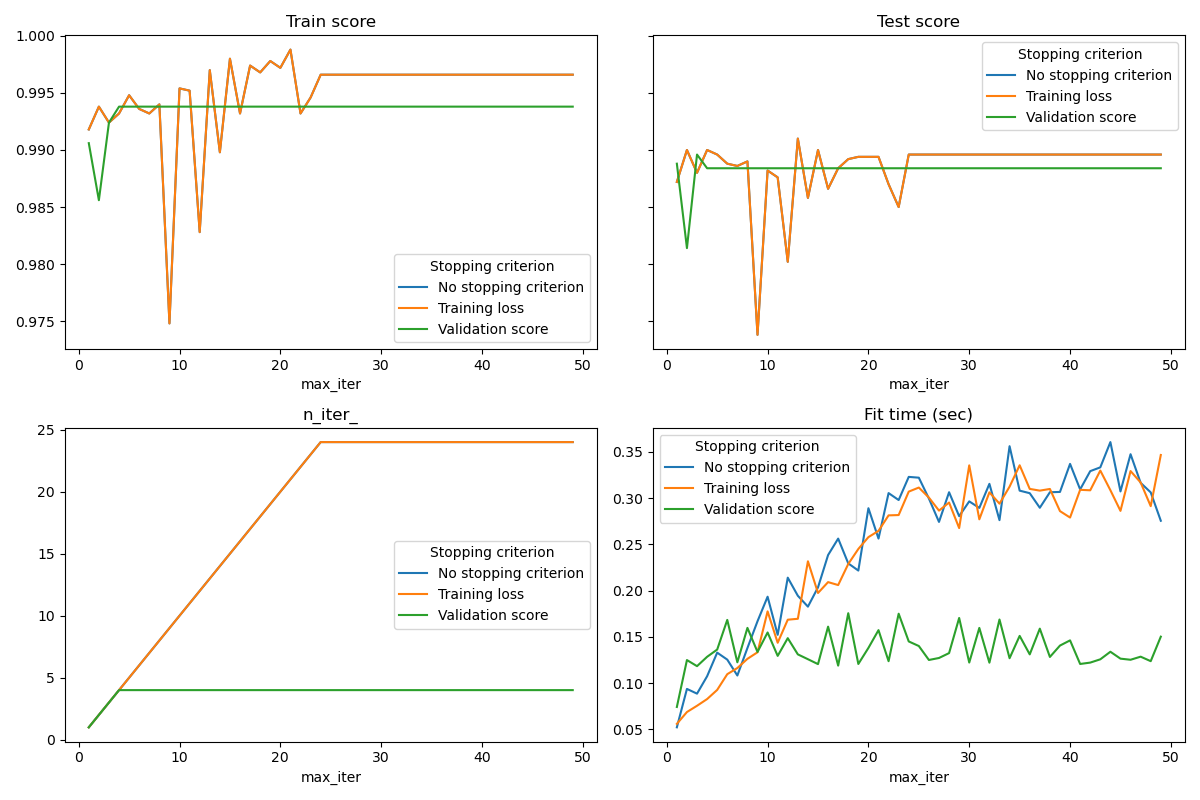 Train score
1.000
0.995
0.990
0.985
0.980
0.975
Stopping criterion
No stopping criterion
Training loss
Validation score
0
10
20
30
40
50
max_iter
Test score
Stopping criterion
No stopping criterion
Training loss
Validation score
0
10
20
30
40
50
max_iter
n_iter_
25
20
15
10
5
0
Stopping criterion
No stopping criterion
Training loss
Validation score
0
10
20
30
40
50
max_iter
Fit time (sec)
0.35
0.30
0.25
0.20
0.15
0.10
0.05
Stopping criterion
No stopping criterion
Training loss
Validation score
0
10
20
30
40
50
max_iter